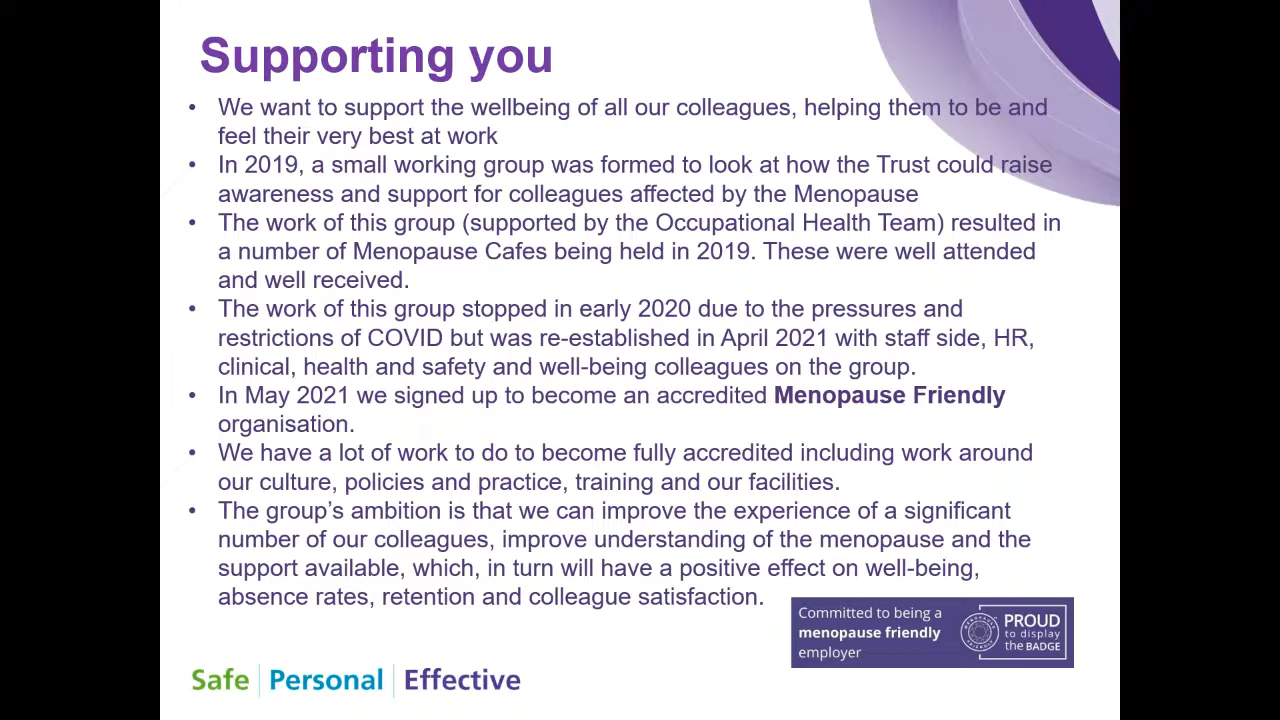 Supporting you
• We want to support the wellbeing of all our colleagues, helping them to be and
feel their very best at work
• In 2019, a small working group was formed to look at how the Trust could raise
awareness and support for colleagues affected by the Menopause
• The work of this group (supported by the Occupational Health Team) resulted in
a number of Menopause Cafes being held in 2019. These were well attended
and well received.
• The work of this group stopped in early 2020 due to the pressures and
restrictions of COVID but was re-established in April 2021 with staff side, HR,
clinical, health and safety and well-being colleagues on the group.
• In May 2021 we signed up to become an accredited Menopause Friendly
organisation.
• We have a lot of work to do to become fully accredited including work around
our culture, policies and practice, training and our facilities.
• The group’s ambition is that we can improve the experience of a significant
number of our colleagues, improve understanding of the menopause and the
support available, which, in turn will have a positive effect on well-being,
absence rates, retention and colleague satisfaction.
Committed to being a
menopause friendly
employer
MENOPAUSE
FRIENDLY
PROUD
to display
the BADGE
Safe | Personal | Effective